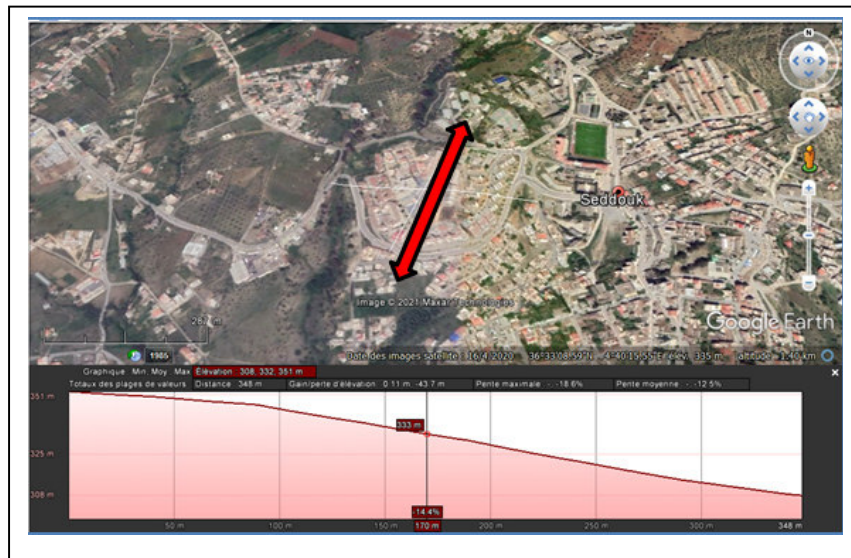 N
Seddouk
Image © 2021 Maxar Technologies
1985
Google Earth
Date des images satellite : 16/4/2020 36°33'08.59"N 4°40'15.55"E élév. 335 m altitude 1.40 km
Graphique Min. Moy. Max Élévation 308, 332, 351 m
Totaux des plages de valeurs Distance 348 m Gain/perte d'élévation 0.11 m -43.7 m Pente maximale - -18.6% Pente moyenne - -12.5%
351 m
333 m
325 m
308 m
-14.4%
50 m 100 m 150 m 170 m 200 m 250 m 300 m 348 m